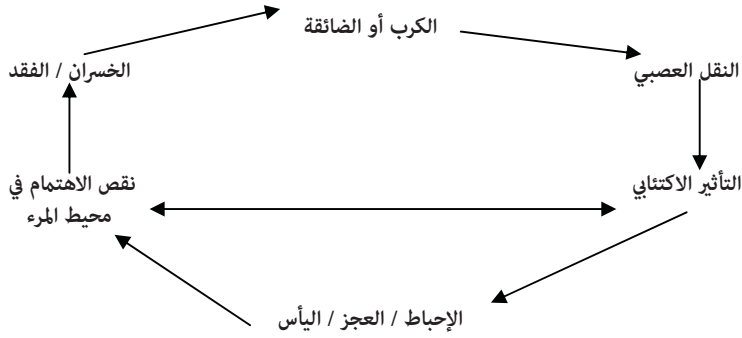 الكرب أو الضائقة
النقل العصبي
الخسران / الفقد
التأثير الاكتئابي
نقص الاهتمام في
محيط المرء
الإحباط / العجز / اليأس